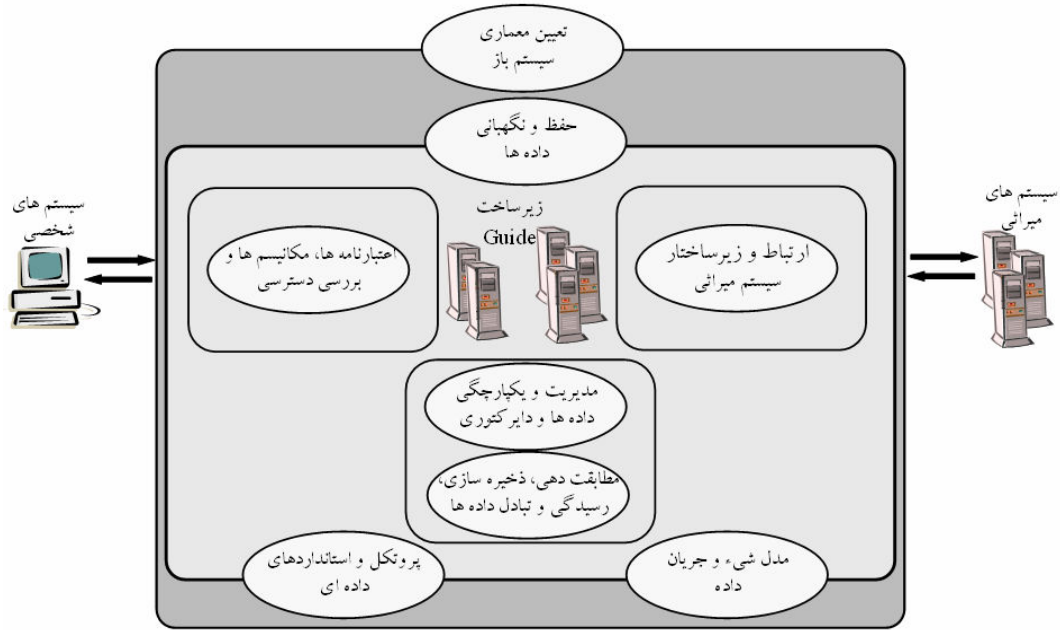 تعیین معماری
سیستم باز
حفظ و نگهبانی
داده ها
سیستم های
میراثی
سیستم های
شخصی
زیرساخت
Guide
ارتباط و زیرساختار
سیستم میراثی
اعتبارنامه ها، مکانیسم ها و
بررسی دسترسی
مدیریت و یکپارچگی
داده ها و دایرکتوری
مطابقت دهی، ذخیره سازی،
رسیدگی و تبادل داده ها
مدل شیء و جریان
داده
پروتکل و استانداردهای
داده ای